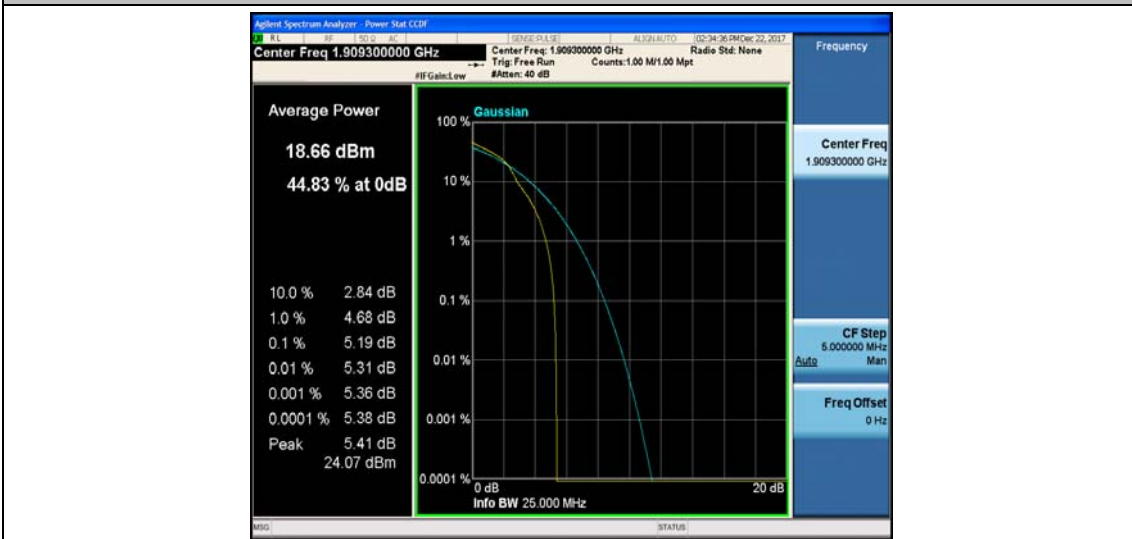 Agilent Spectrum Analyzer - Power Stat CCDF
RL RF 50 Ω AC SENSE:PULSE ALIGN AUTO 02:34:36 PM Dec 22, 2017
Center Freq 1.909300000 GHz
Center Freq: 1.909300000 GHz Radio Std: None
Trig: Free Run Counts:1.00 M/1.00 Mpt
#IFGain:Low #Atten: 40 dB
Frequency
Average Power
18.66 dBm
44.83 % at 0dB
10.0 % 2.84 dB
1.0 % 4.68 dB
0.1 % 5.19 dB
0.01 % 5.31 dB
0.001 % 5.36 dB
0.0001 % 5.38 dB
Peak 5.41 dB
24.07 dBm
Gaussian
100 %
10 %
1 %
0.1 %
0.01 %
0.001 %
0.0001 %
0 dB 20 dB
Info BW 25.000 MHz
Center Freq
1.909300000 GHz
CF Step
5.000000 MHz
Auto Man
Freq Offset
0 Hz
MSG STATUS